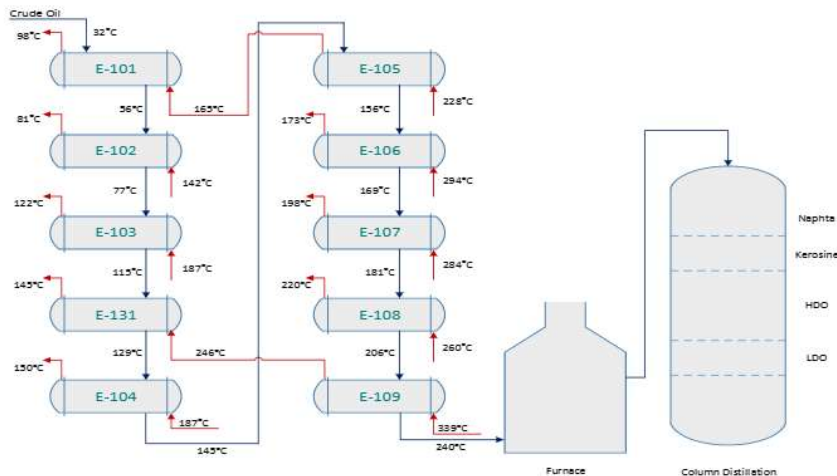 Crude Oil
32°C
98°C
E-101
E-105
56°C
165°C
156°C
228°C
81°C
173°C
E-102
E-106
77°C
142°C
169°C
294°C
122°C
198°C
Naphta
E-103
E-107
Kerosine
115°C
187°C
181°C
284°C
145°C
220°C
HDO
E-131
E-108
129°C
246°C
206°C
260°C
LDO
150°C
E-104
E-109
187°C
339°C
145°C
240°C
Furnace
Column Distillation